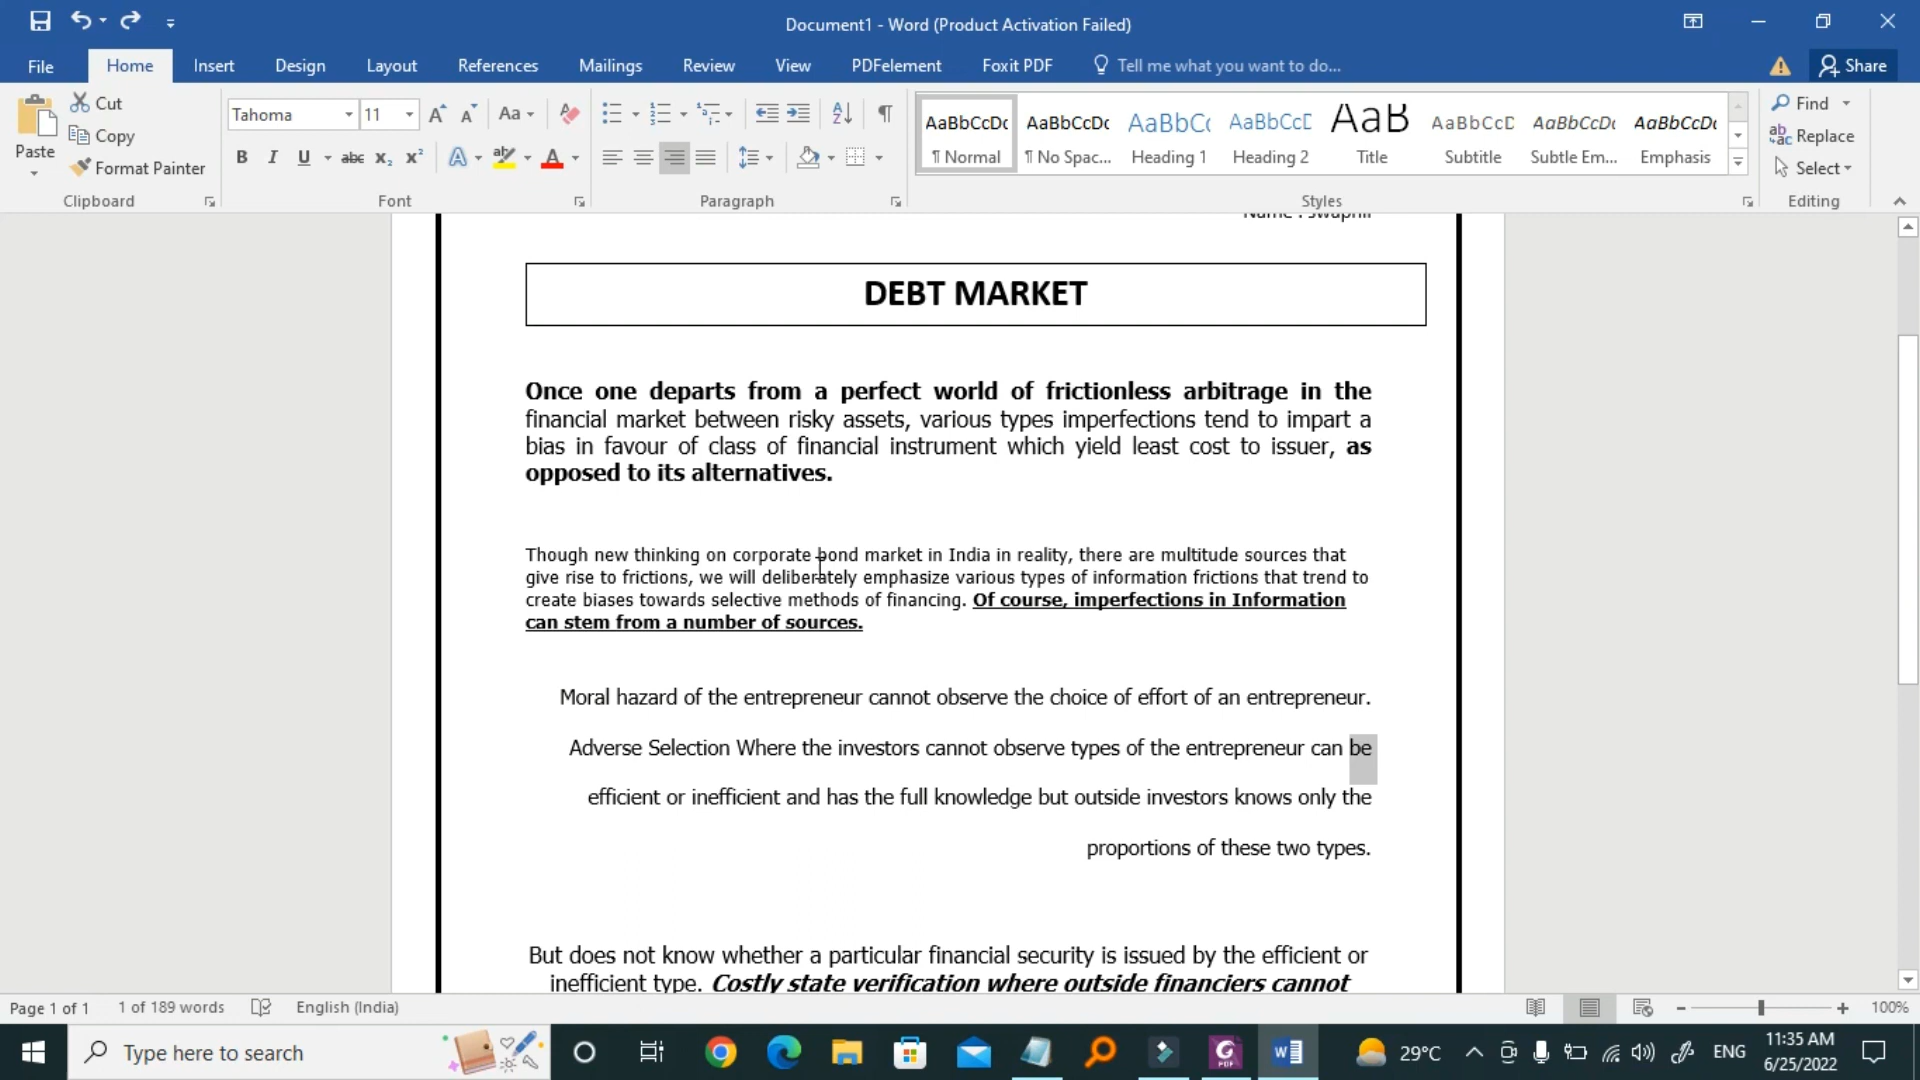 Document1 - Word (Product Activation Failed)
File Home Insert Design Layout References Mailings Review View PDFelement Foxit PDF Tell me what you want to do... Share
Paste
Cut
Copy
Format Painter
Clipboard
Tahoma 11
Font
Paragraph
AaBbCcDc AaBbCcDc AaBbC AaBbCcD AaB AaBbCcD AaBbCcDc AaBbCcDc
¶ Normal ¶ No Spac... Heading 1 Heading 2 Title Subtitle Subtle Em... Emphasis
Styles
Find
Replace
Select
Editing
Name : swapnil
DEBT MARKET
Once one departs from a perfect world of frictionless arbitrage in the
financial market between risky assets, various types imperfections tend to impart a
bias in favour of class of financial instrument which yield least cost to issuer, as
opposed to its alternatives.
Though new thinking on corporate bond market in India in reality, there are multitude sources that
give rise to frictions, we will deliberately emphasize various types of information frictions that trend to
create biases towards selective methods of financing. Of course, imperfections in Information
can stem from a number of sources.
Moral hazard of the entrepreneur cannot observe the choice of effort of an entrepreneur.
Adverse Selection Where the investors cannot observe types of the entrepreneur can be
efficient or inefficient and has the full knowledge but outside investors knows only the
proportions of these two types.
But does not know whether a particular financial security is issued by the efficient or
inefficient type. Costly state verification where outside financiers cannot
Page 1 of 1 1 of 189 words English (India) 100%
Type here to search
29°C ENG
11:35 AM
6/25/2022